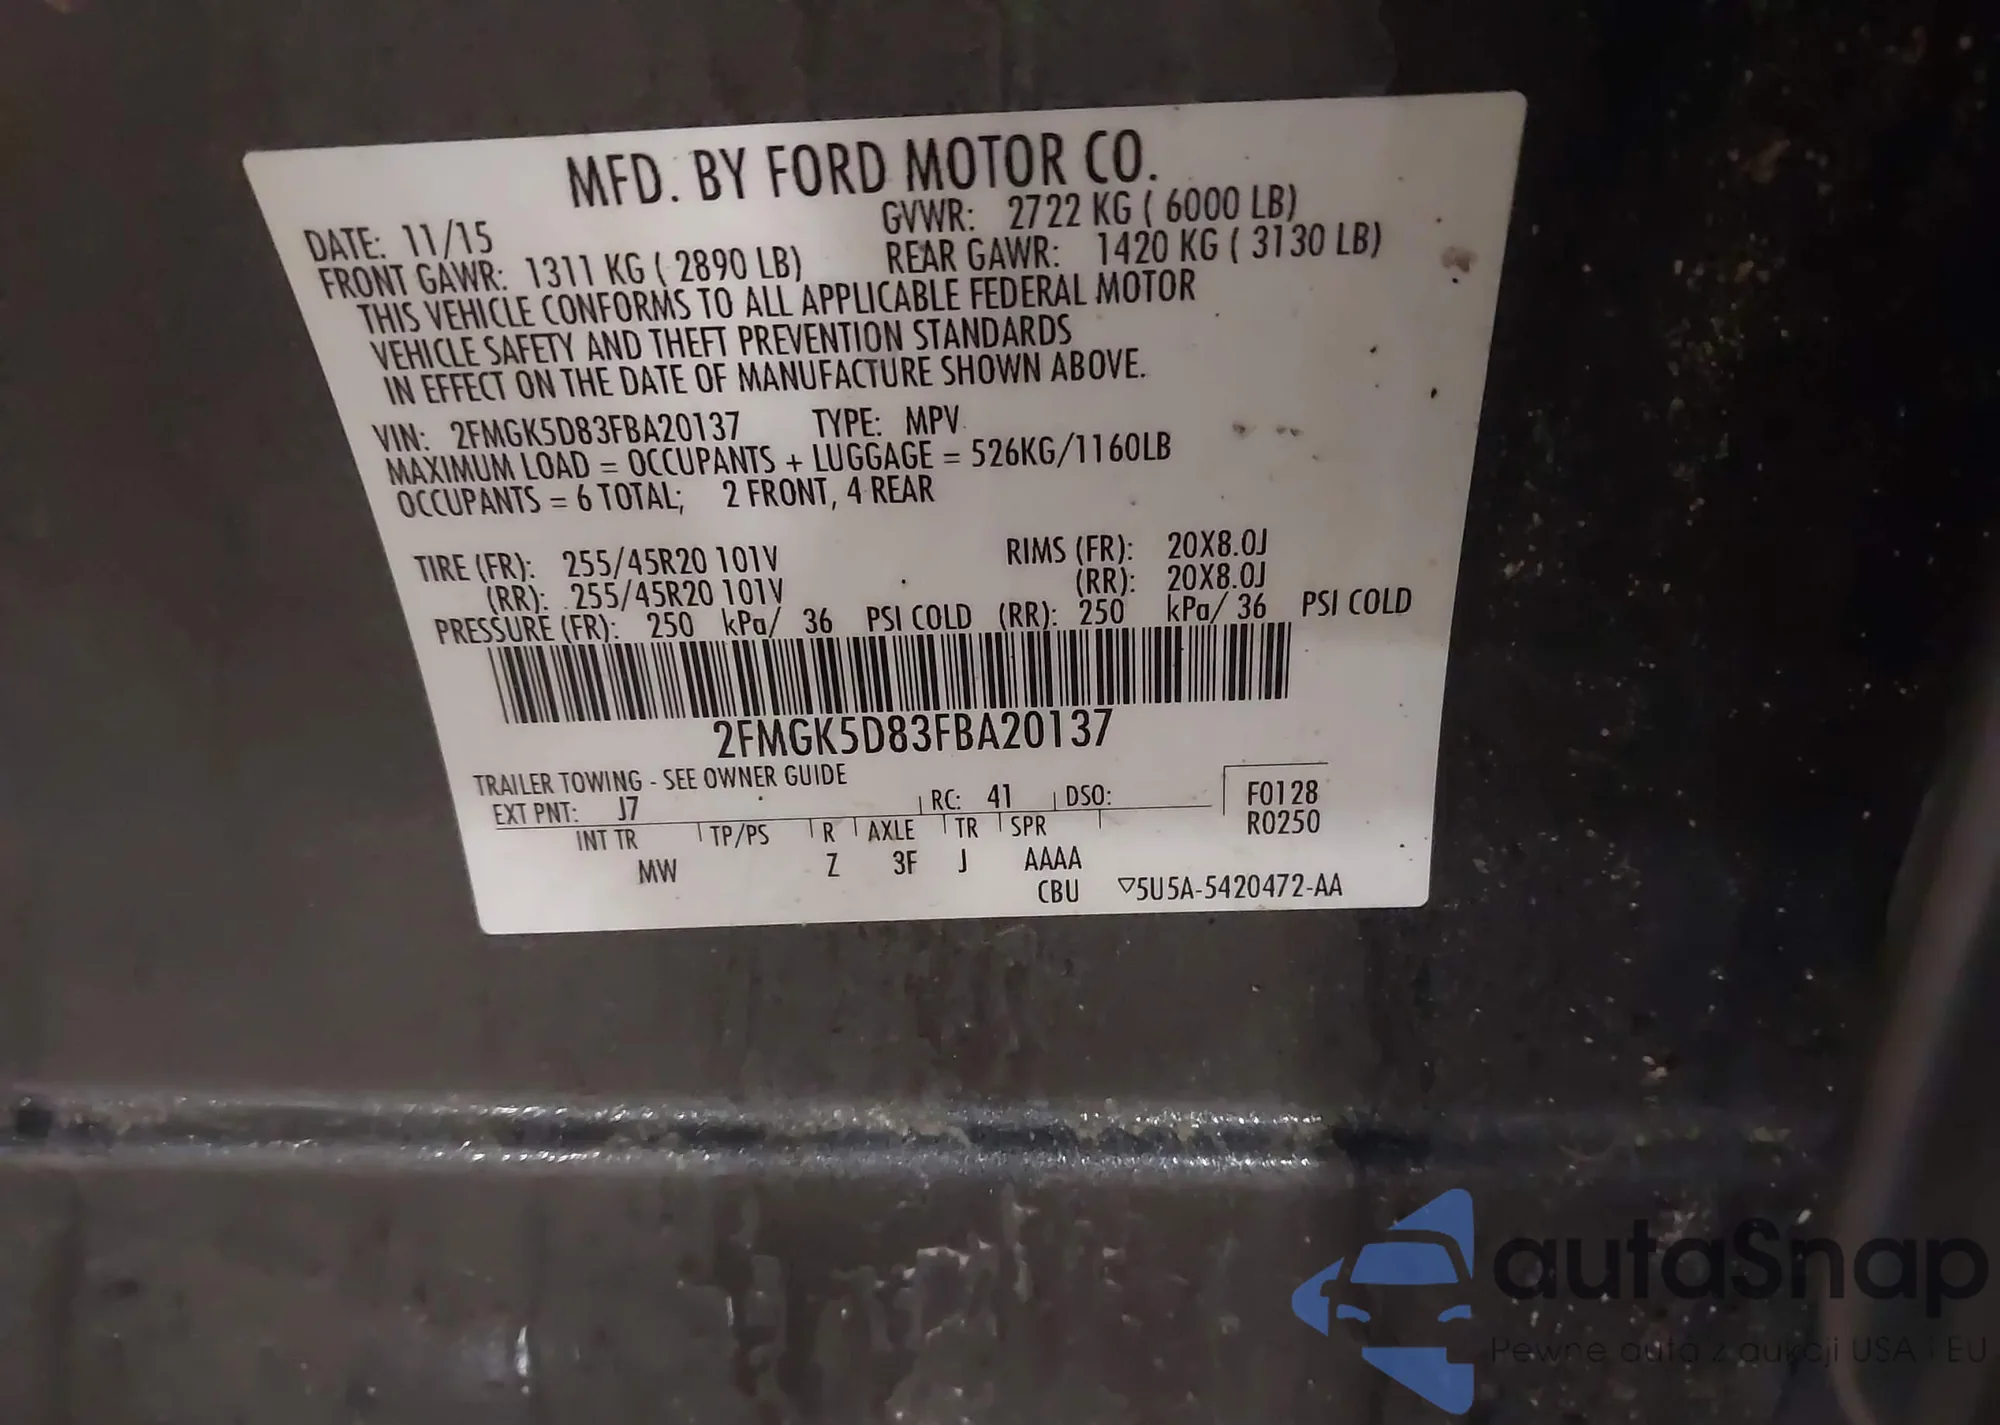 MFD. BY FORD MOTOR CO.
DATE: 11/15 GVWR: 2722 KG ( 6000 LB)
FRONT GAWR: 1311 KG ( 2890 LB) REAR GAWR: 1420 KG ( 3130 LB)
THIS VEHICLE CONFORMS TO ALL APPLICABLE FEDERAL MOTOR
VEHICLE SAFETY AND THEFT PREVENTION STANDARDS
IN EFFECT ON THE DATE OF MANUFACTURE SHOWN ABOVE.
VIN: 2FMGK5D83FBA20137 TYPE: MPV
MAXIMUM LOAD = OCCUPANTS + LUGGAGE = 526KG/1160LB
OCCUPANTS = 6 TOTAL; 2 FRONT, 4 REAR
TIRE (FR): 255/45R20 101V RIMS (FR): 20X8.0J
(RR): 255/45R20 101V (RR): 20X8.0J
PRESSURE (FR): 250 kPa/ 36 PSI COLD (RR): 250 kPa/ 36 PSI COLD
2FMGK5D83FBA20137
TRAILER TOWING - SEE OWNER GUIDE
EXT PNT: J7 RC: 41 DSO: F0128
INT TR TP/PS R AXLE TR SPR R0250
MW Z 3F J AAAA
CBU ▽5U5A-5420472-AA
autaSnap
Pewne auta z aukcji USA i EU